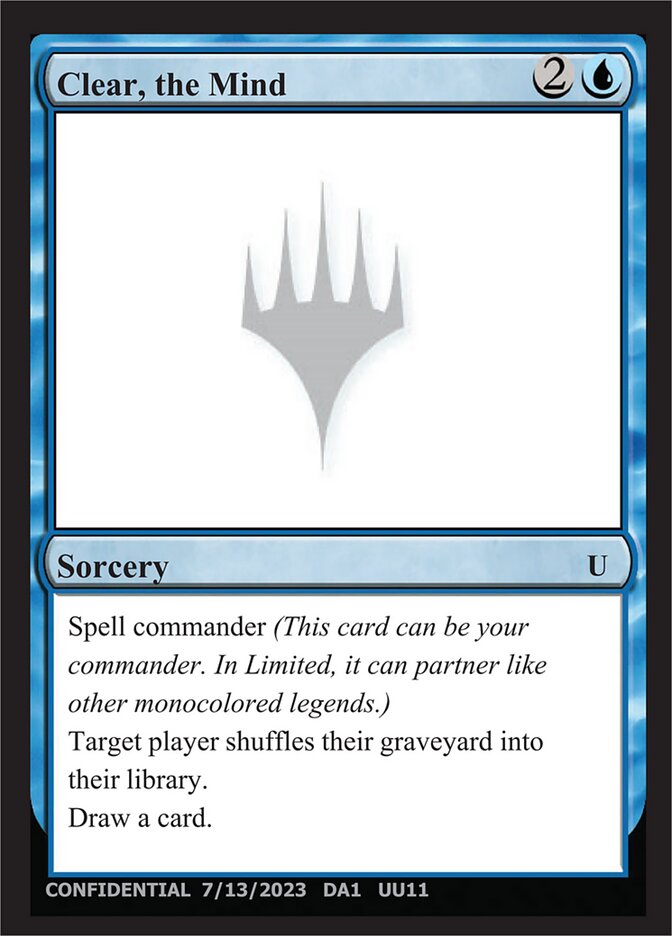 Clear, the Mind 2
Sorcery U
Spell commander (This card can be your
commander. In Limited, it can partner like
other monocolored legends.)
Target player shuffles their graveyard into
their library.
Draw a card.
CONFIDENTIAL 7/13/2023 DA1 UU11